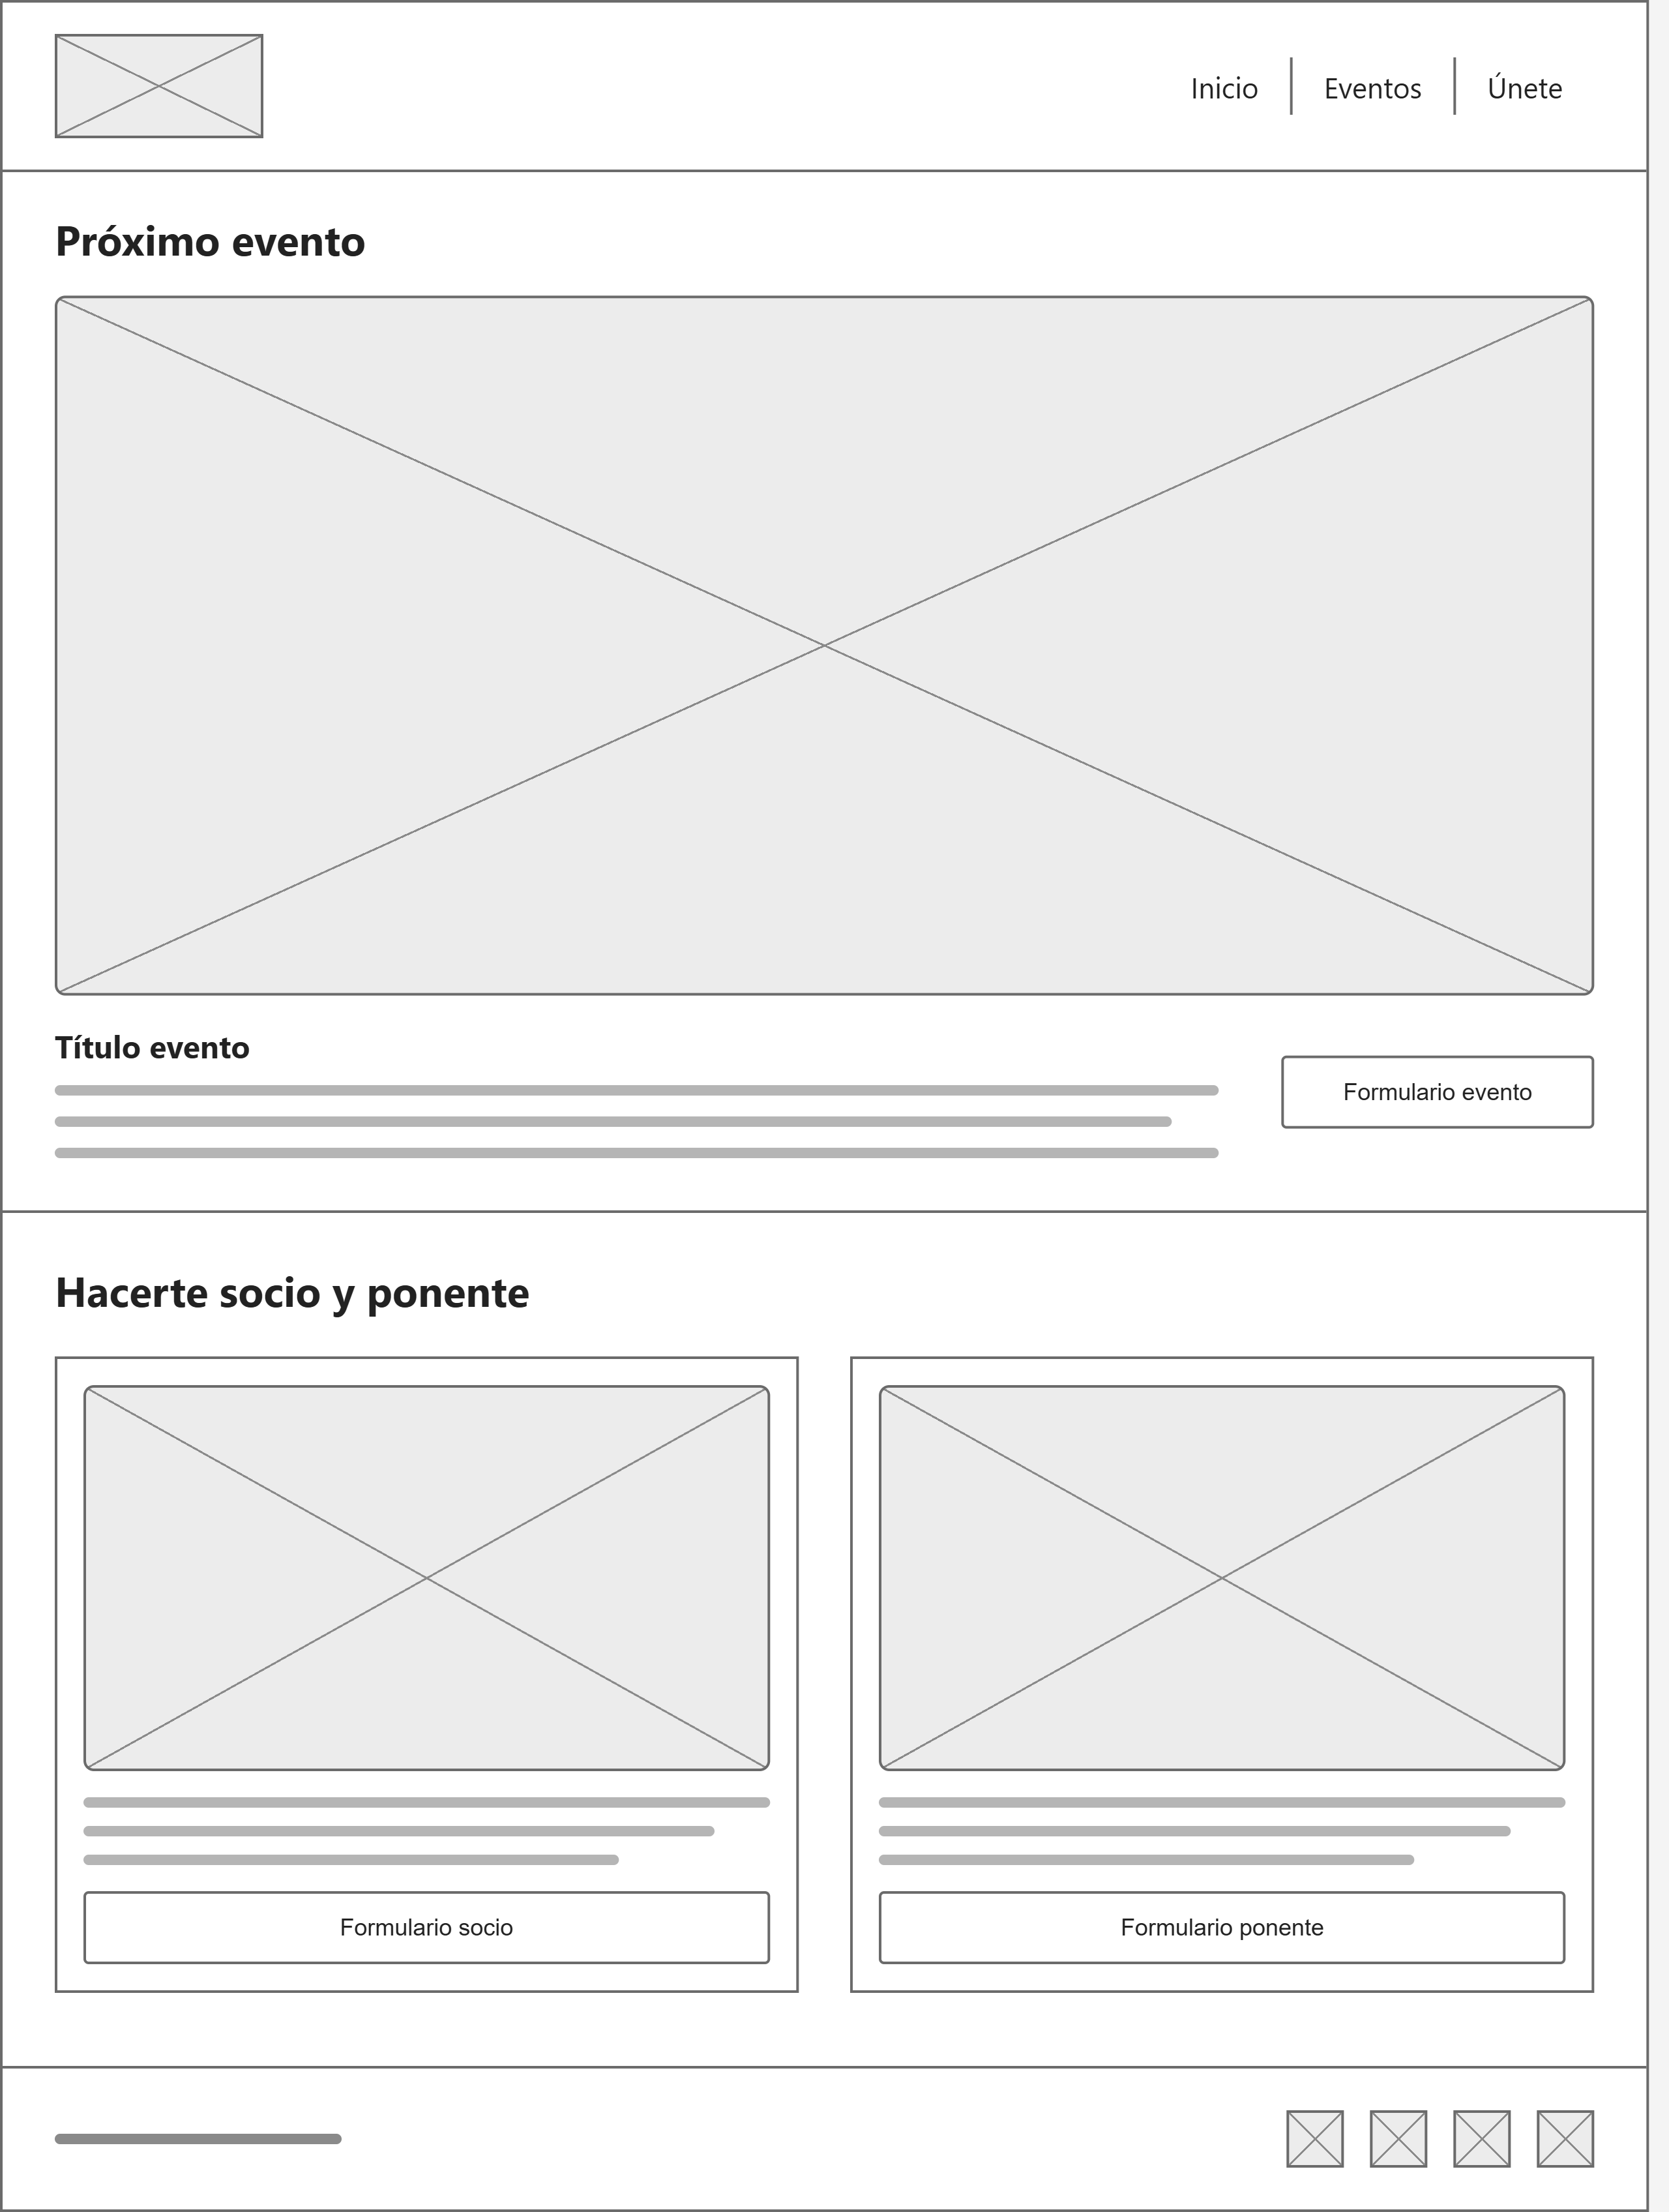 Inicio
Eventos
Únete
Próximo evento
Título evento
Formulario evento
Hacerte socio y ponente
Formulario socio
Formulario ponente